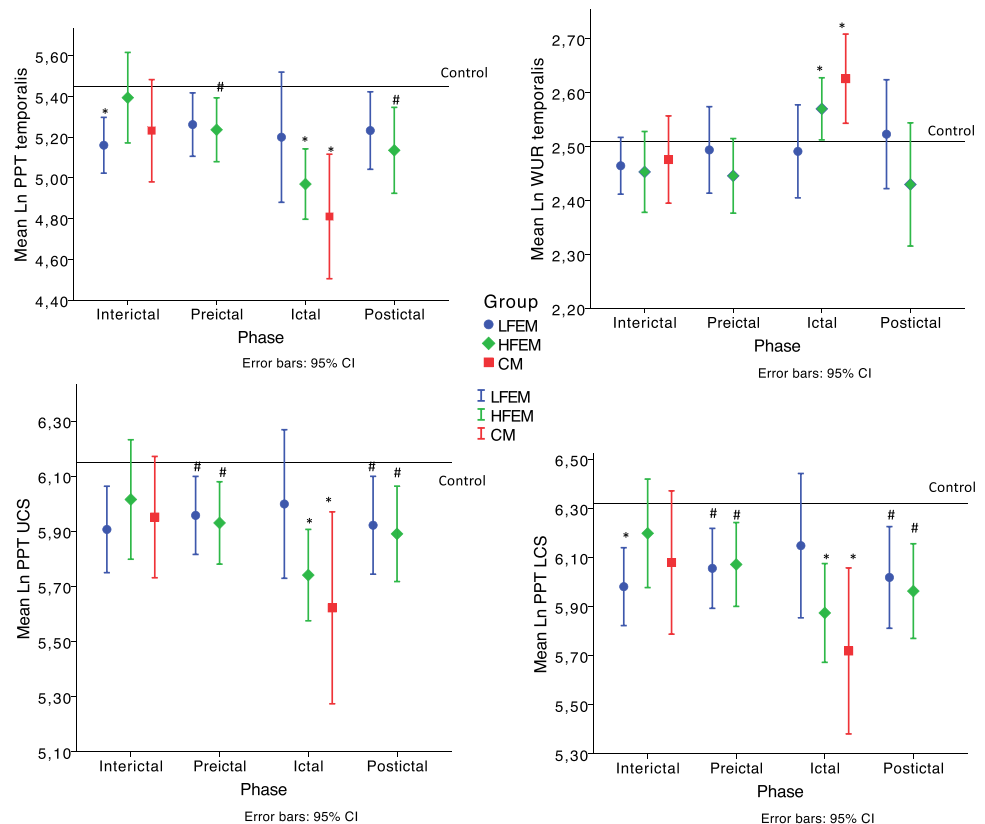 Mean Ln PPT temporalis
5,60
5,40
5,20
5,00
4,80
4,60
4,40
Control
*
#
*
*
#
Interictal Preictal Ictal Postictal
Phase
Error bars: 95% CI
Mean Ln WUR temporalis
2,70
2,60
2,50
2,40
2,30
2,20
Control
*
*
Interictal Preictal Ictal Postictal
Phase
Error bars: 95% CI
Group
LFEM
HFEM
CM
LFEM
HFEM
CM
Mean Ln PPT UCS
6.30
6,10
5,90
5,70
5,50
5,30
5,10
Control
# #
*
*
# #
Interictal Preictal Ictal Postictal
Phase
Error bars: 95% CI
Mean Ln PPT LCS
6,50
6,30
6,10
5,90
5,70
5,50
5,30
Control
*
# #
* *
# #
Interictal Preictal Ictal Postictal
Phase
Error bars: 95% CI